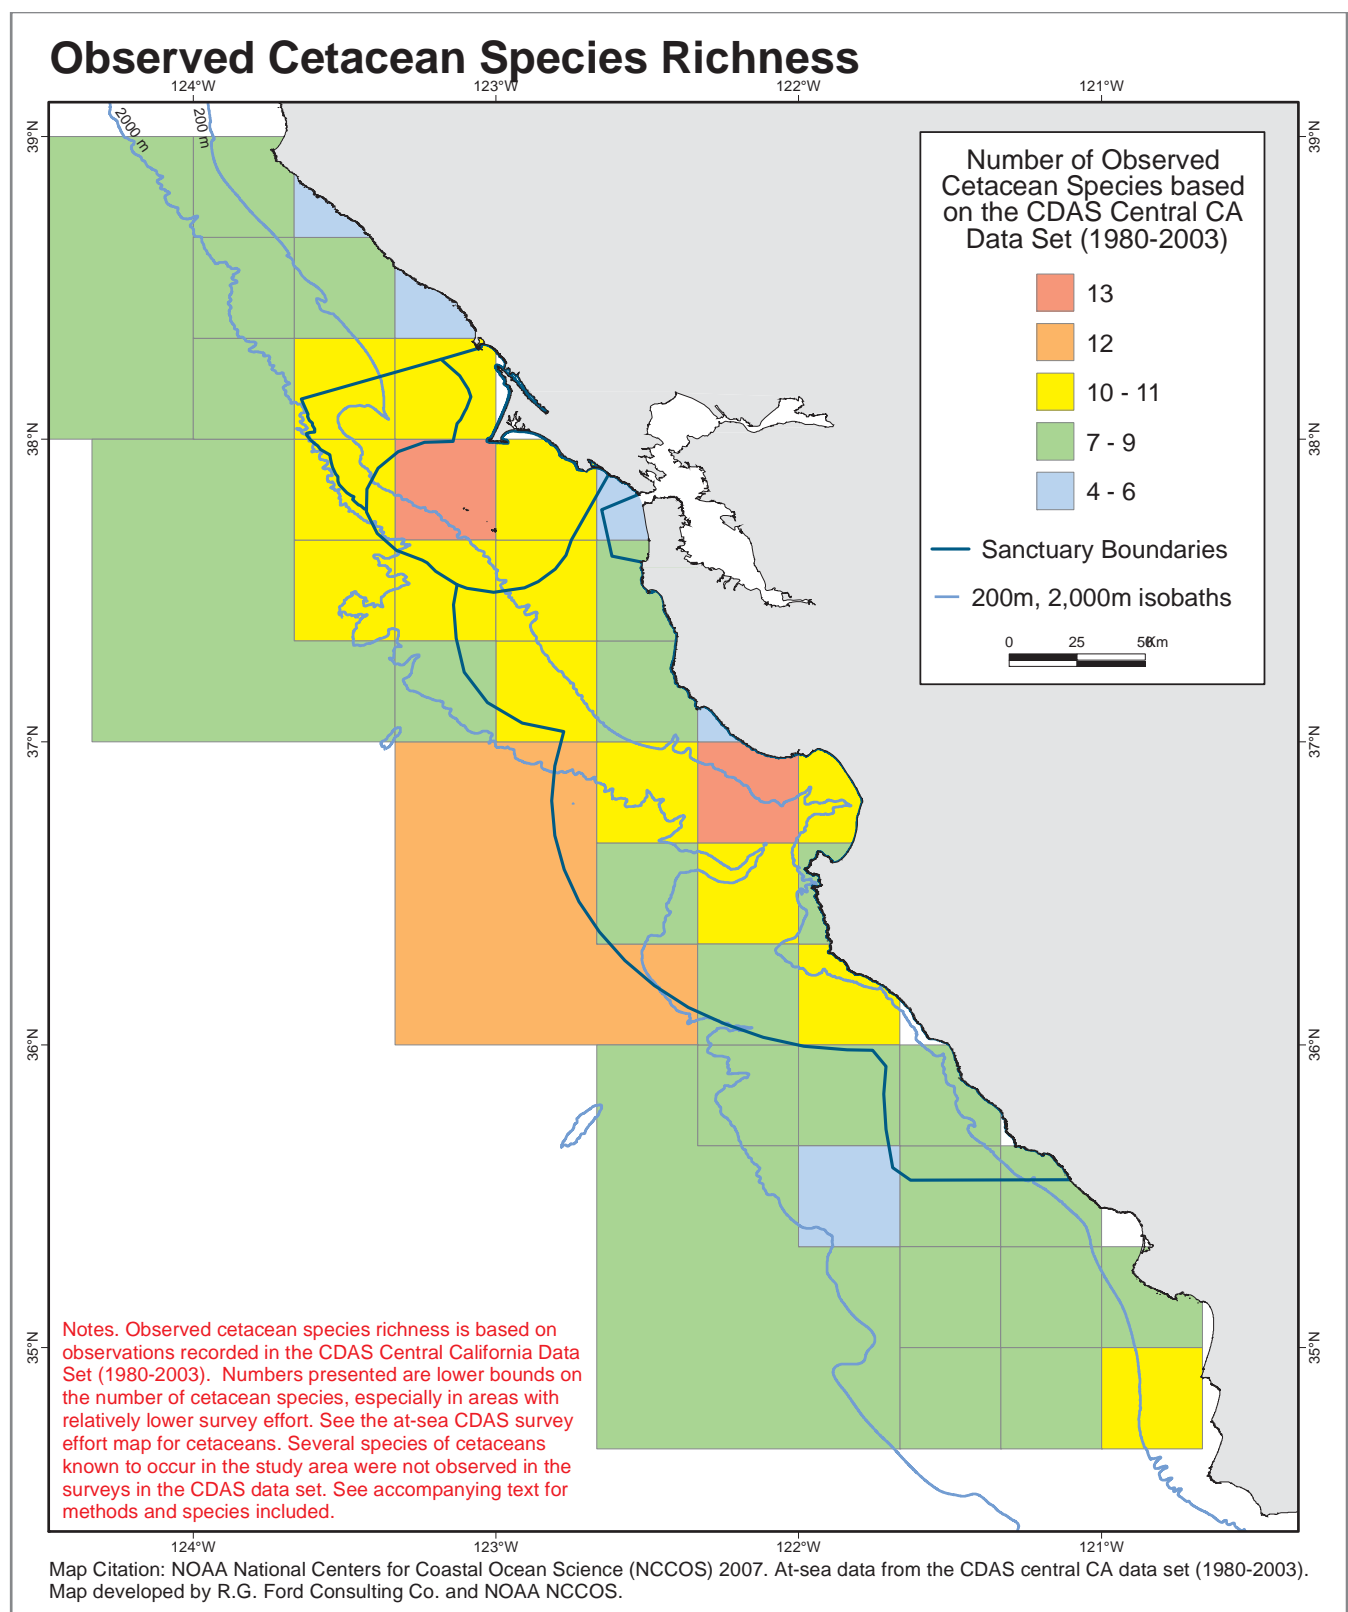 Observed Cetacean Species Richness
124°W 123°W 122°W 121°W
39°N 39°N
2000 m
200 m
Number of Observed
Cetacean Species based
on the CDAS Central CA
Data Set (1980-2003)
13
12
10 - 11
7 - 9
4 - 6
Sanctuary Boundaries
200m, 2,000m isobaths
0 25 50 Km
38°N 38°N
37°N 37°N
36°N 36°N
35°N 35°N
Notes. Observed cetacean species richness is based on
observations recorded in the CDAS Central California Data
Set (1980-2003). Numbers presented are lower bounds on
the number of cetacean species, especially in areas with
relatively lower survey effort. See the at-sea CDAS survey
effort map for cetaceans. Several species of cetaceans
known to occur in the study area were not observed in the
surveys in the CDAS data set. See accompanying text for
methods and species included.
124°W 123°W 122°W 121°W
Map Citation: NOAA National Centers for Coastal Ocean Science (NCCOS) 2007. At-sea data from the CDAS central CA data set (1980-2003).
Map developed by R.G. Ford Consulting Co. and NOAA NCCOS.